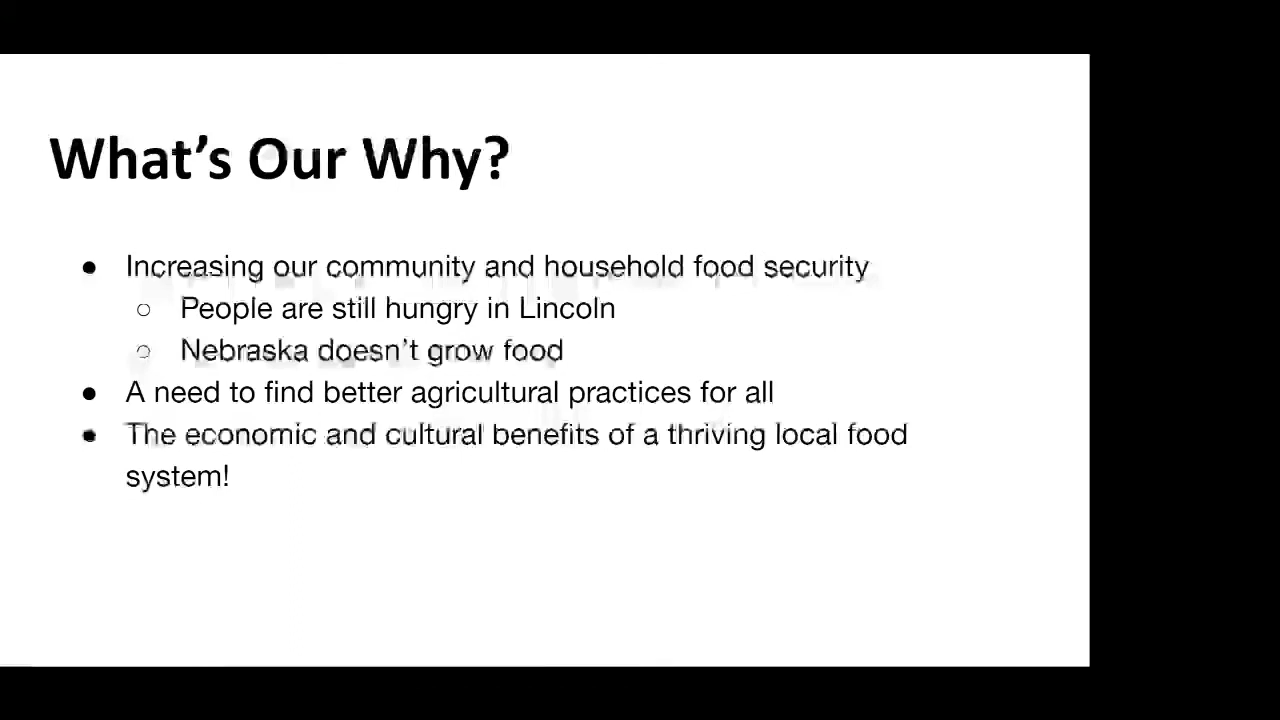 What's Our Why?
● Increasing our community and household food security
○ People are still hungry in Lincoln
○ Nebraska doesn't grow food
● A need to find better agricultural practices for all
● The economic and cultural benefits of a thriving local food
system!